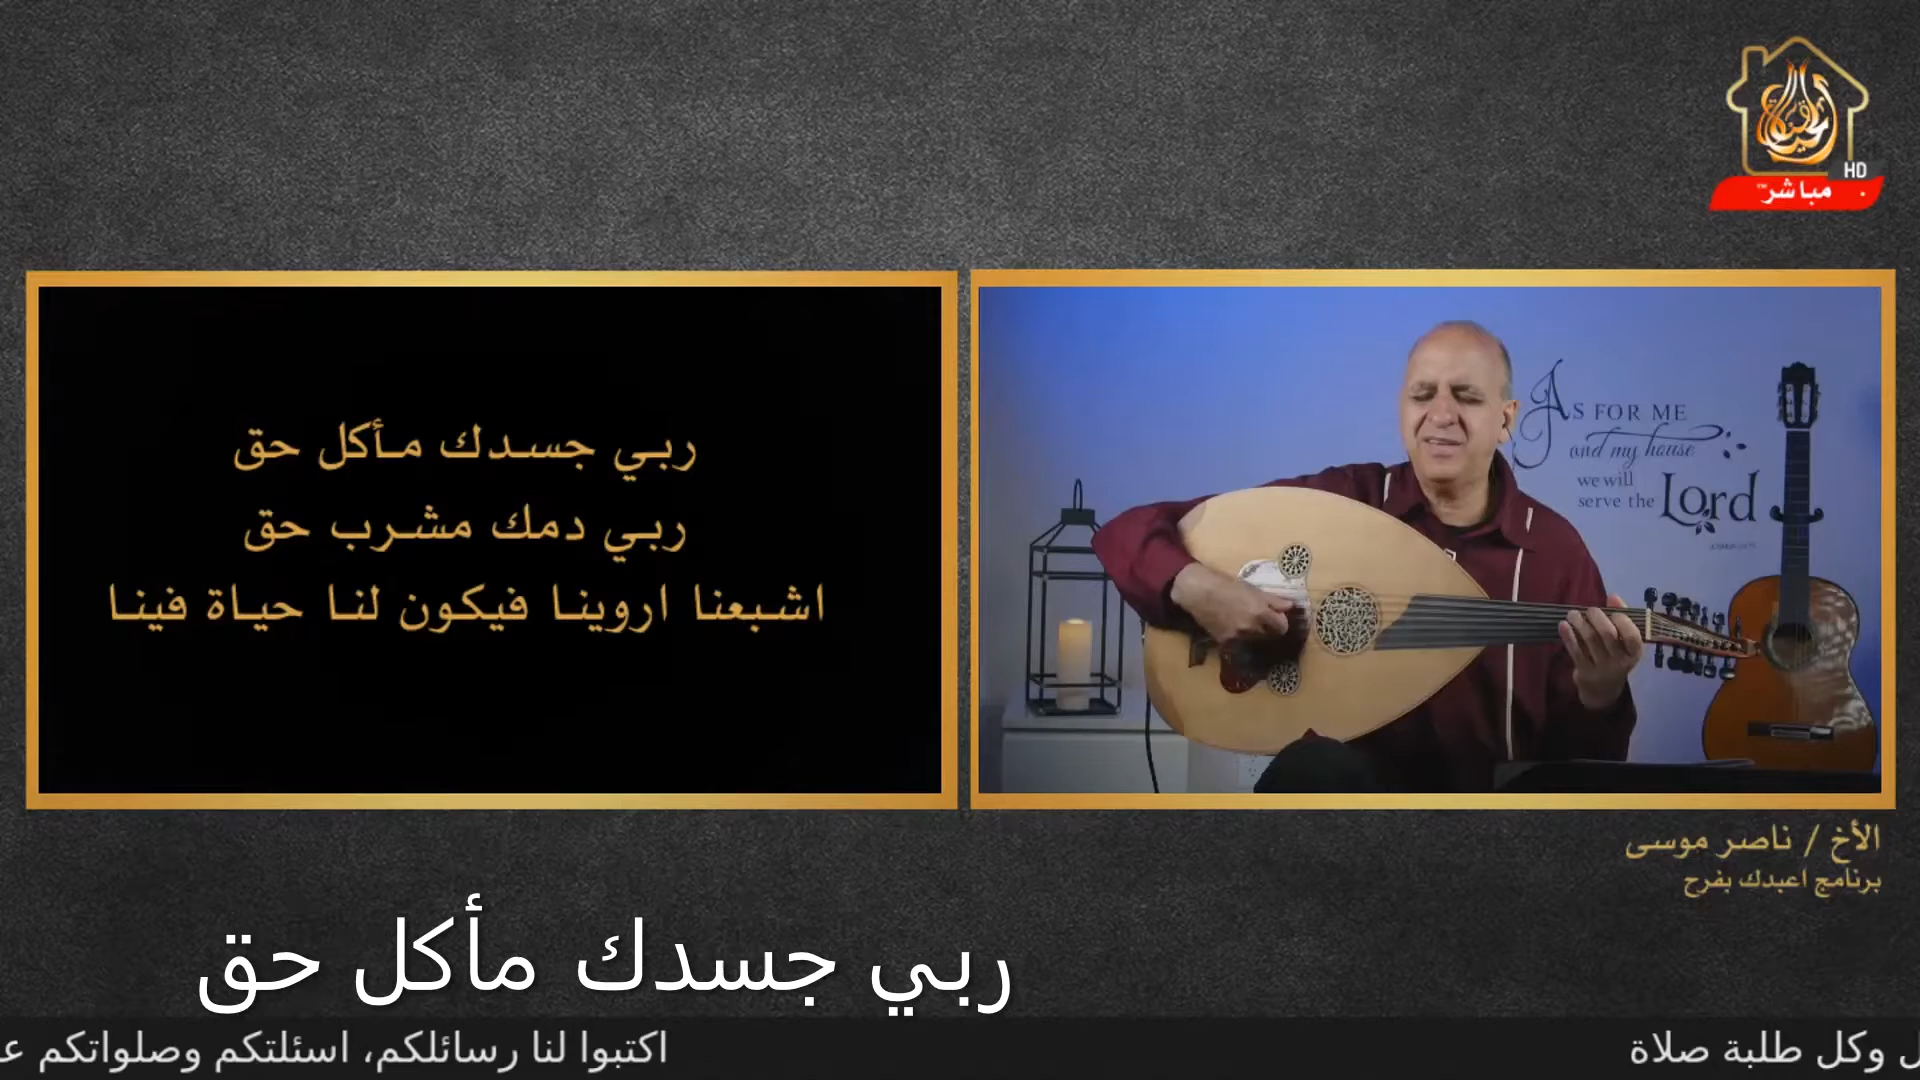 HD
مباشر
ربي جسدك مأكل حق
ربي دمك مشرب حق
اشبعنا اروينا فيكون لنا حياة فينا
AS FOR ME
and my house
we will
serve the Lord
الأخ / ناصر موسى
برنامج اعبدك بفرح
ربي جسدك مأكل حق
وكل طلبة صلاة
اكتبوا لنا رسائلكم، اسئلتكم وصلواتكم